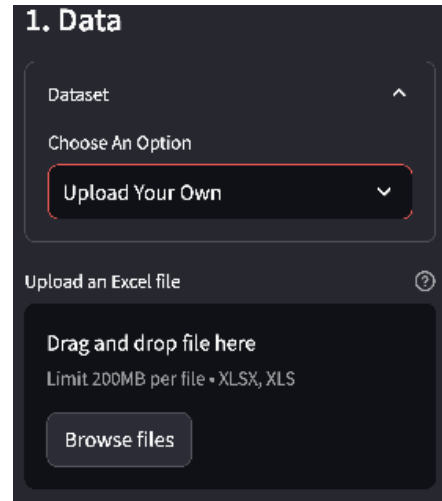 1. Data
Dataset
Choose An Option
Upload Your Own
Upload an Excel file
Drag and drop file here
Limit 200MB per file • XLSX, XLS
Browse files